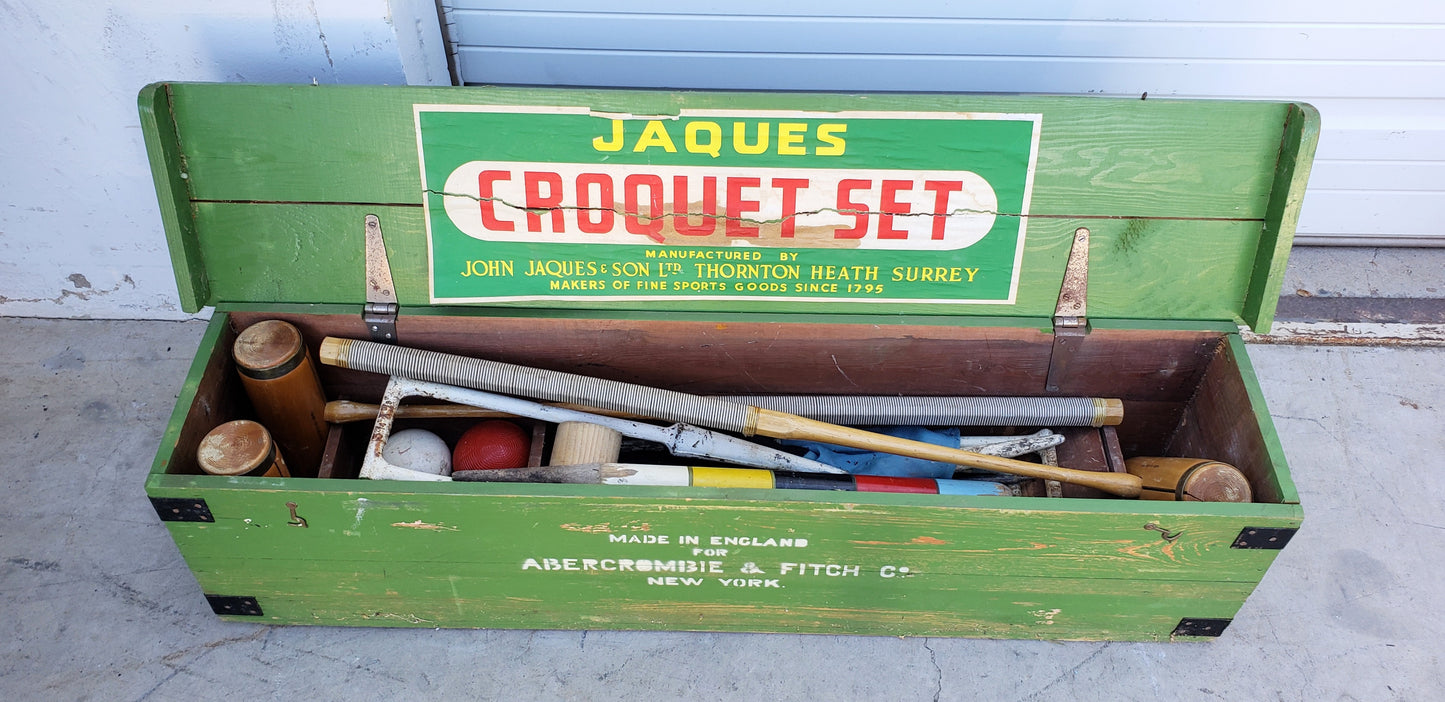 JAQUES
CROQUET SET
MANUFACTURED BY
JOHN JAQUES & SON LTD. THORNTON HEATH SURREY
MAKERS OF FINE SPORTS GOODS SINCE 1795
MADE IN ENGLAND
FOR
ABERCROMBIE & FITCH Co.
NEW YORK.